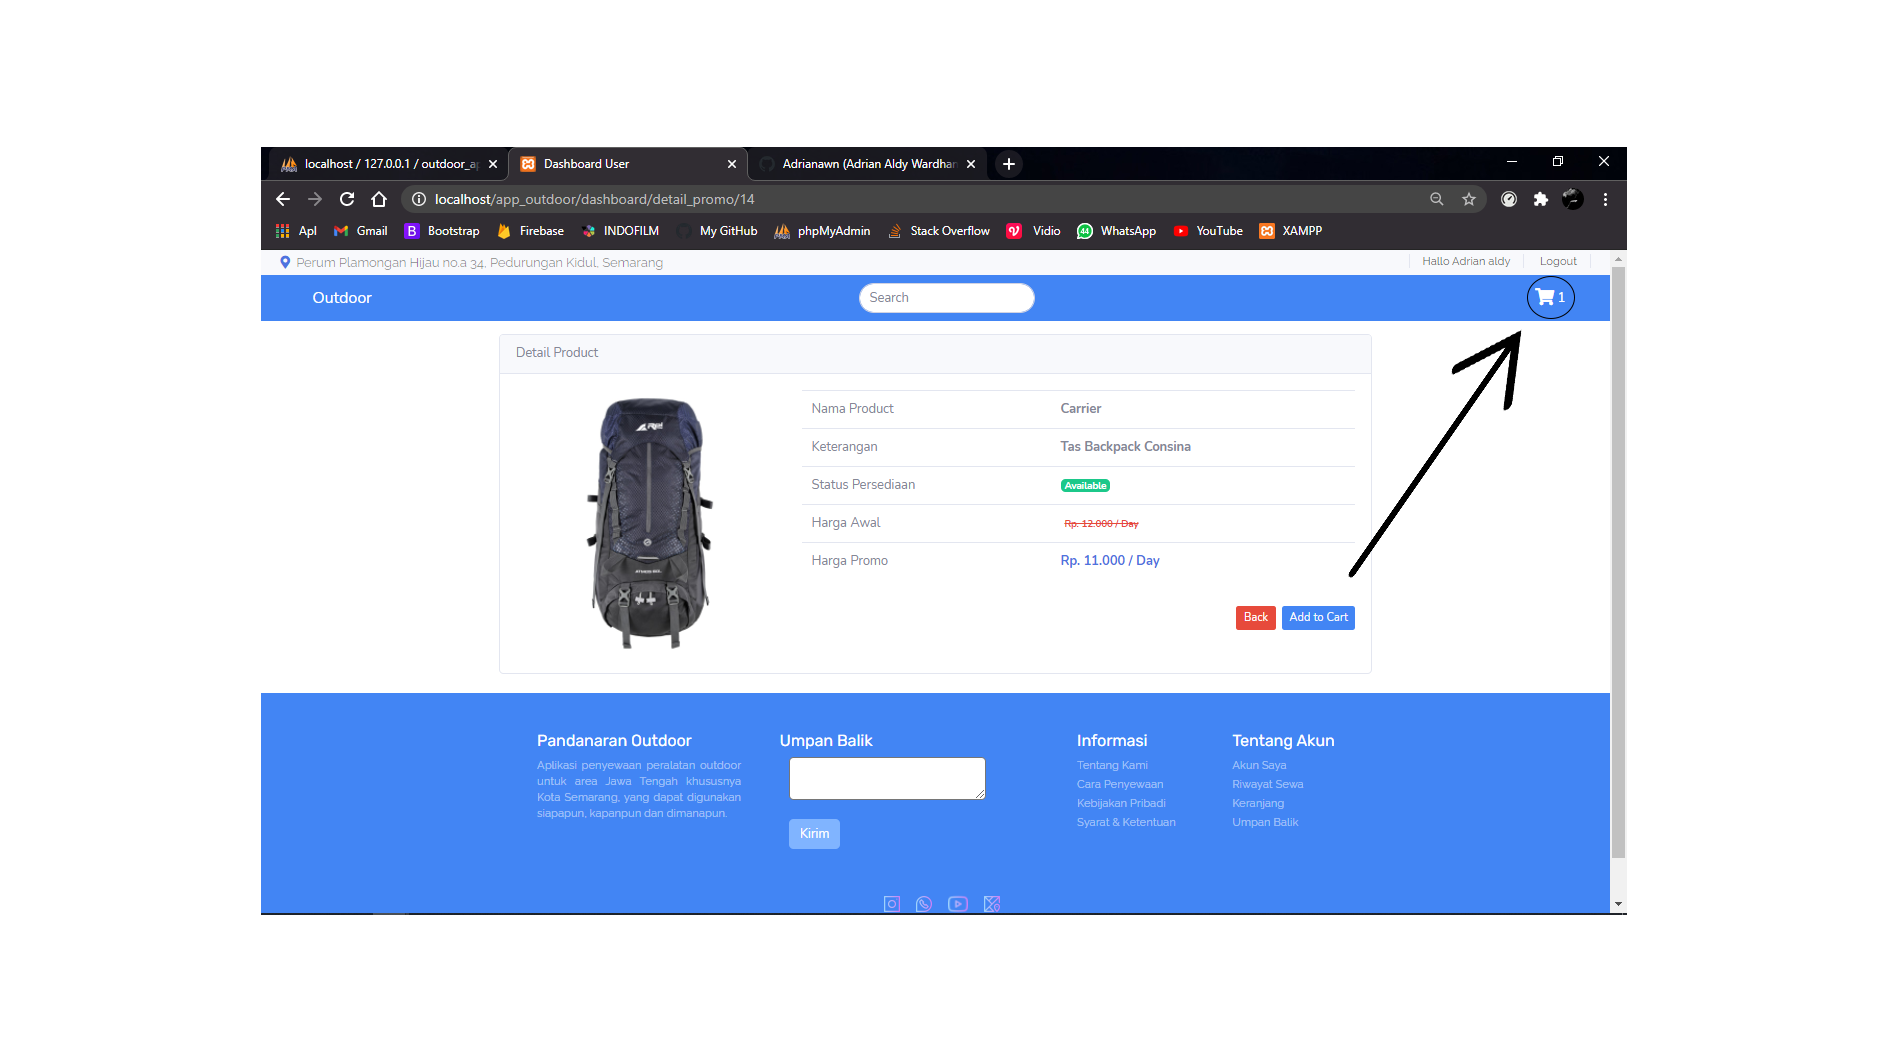 localhost / 127.0.0.1 / outdoor_ap
Dashboard User
Adrianawn (Adrian Aldy Wardhan
localhost/app_outdoor/dashboard/detail_promo/14
Apl Gmail Bootstrap Firebase INDOFILM My GitHub phpMyAdmin Stack Overflow Vidio 44 WhatsApp YouTube XAMPP
Perum Plamongan Hijau no.a 34, Pedurungan Kidul, Semarang
Hallo Adrian aldy
Logout
Outdoor
Search
1
Detail Product
Nama Product Carrier
Keterangan Tas Backpack Consina
Status Persediaan Available
Harga Awal Rp. 12.000 / Day
Harga Promo Rp. 11.000 / Day
Back Add to Cart
Pandanaran Outdoor
Aplikasi penyewaan peralatan outdoor
untuk area Jawa Tengah khususnya
Kota Semarang, yang dapat digunakan
siapapun, kapanpun dan dimanapun.
Umpan Balik
Kirim
Informasi
Tentang Kami
Cara Penyewaan
Kebijakan Pribadi
Syarat & Ketentuan
Tentang Akun
Akun Saya
Riwayat Sewa
Keranjang
Umpan Balik